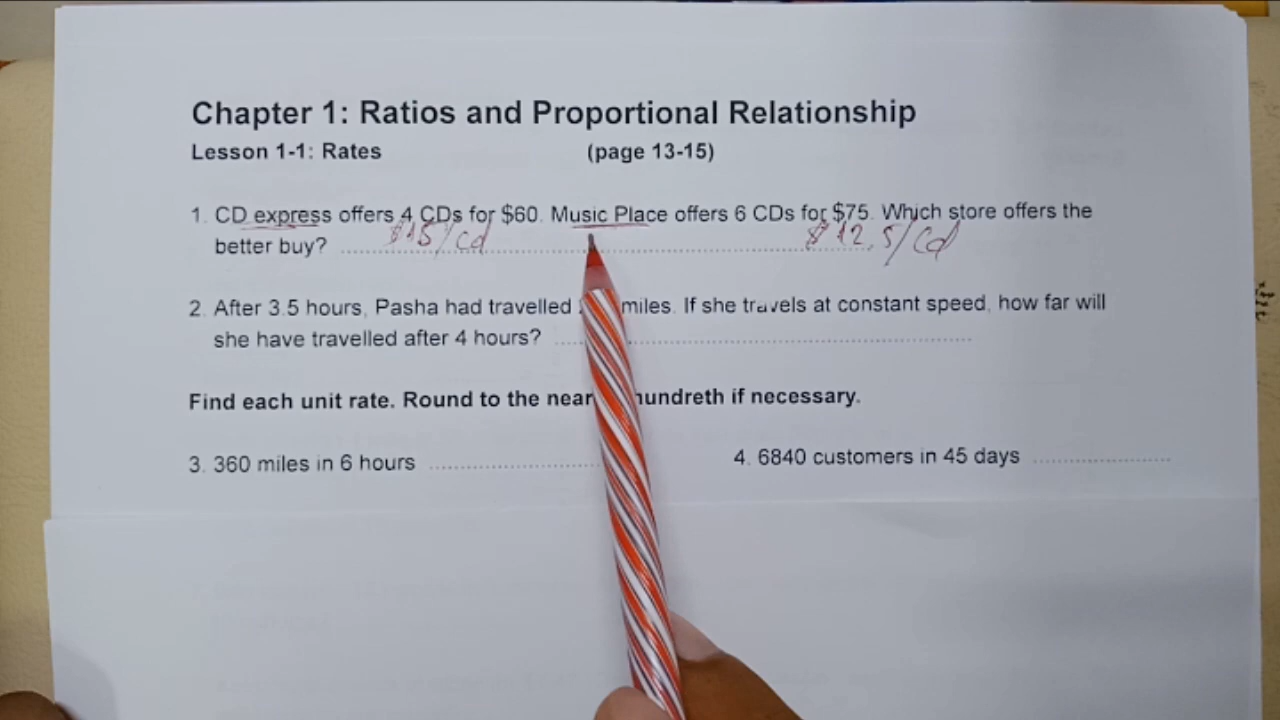 Chapter 1: Ratios and Proportional Relationship
Lesson 1-1: Rates (page 13-15)
1. CD express offers 4 CDs for $60. Music Place offers 6 CDs for $75. Which store offers the
better buy? $15/cd $12.5/cd
2. After 3.5 hours, Pasha had travelled miles. If she travels at constant speed, how far will
she have travelled after 4 hours?
Find each unit rate. Round to the hundreth if necessary.
3. 360 miles in 6 hours 4. 6840 customers in 45 days